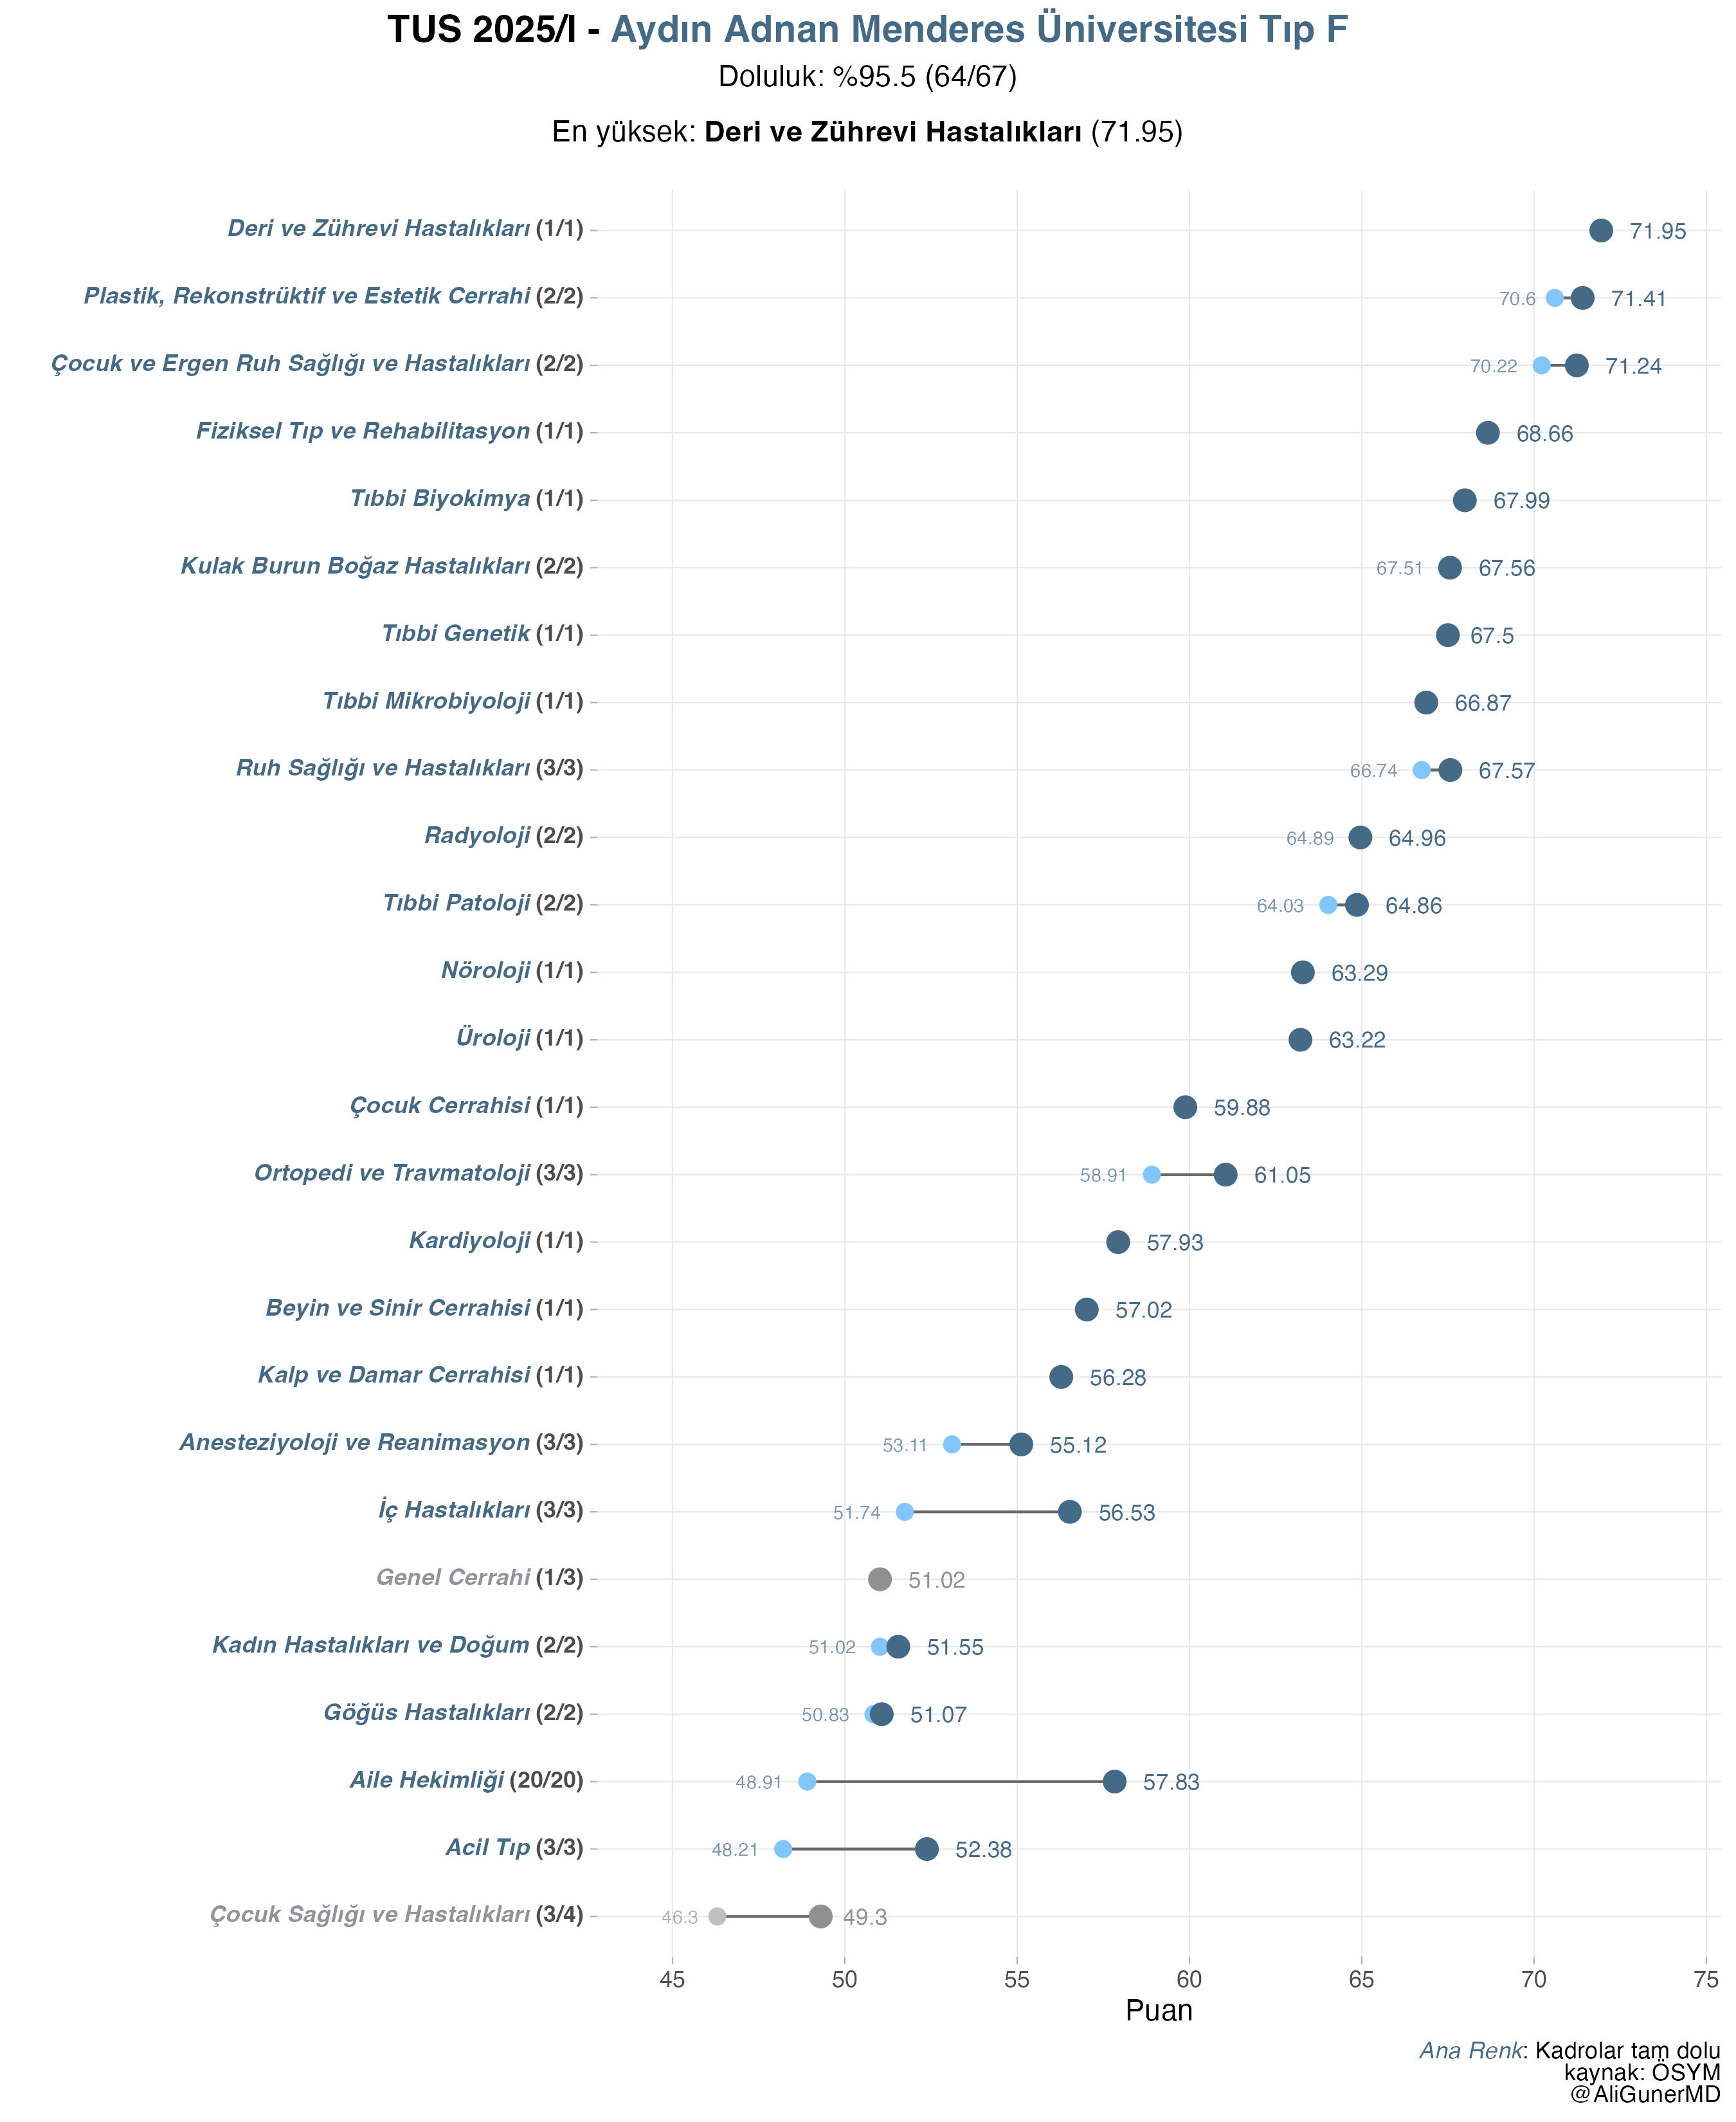 TUS 2025/I - Aydın Adnan Menderes Üniversitesi Tıp F
Doluluk: %95.5 (64/67)
En yüksek: Deri ve Zührevi Hastalıkları (71.95)
Deri ve Zührevi Hastalıkları (1/1) 71.95
Plastik, Rekonstrüktif ve Estetik Cerrahi (2/2) 70.6 71.41
Çocuk ve Ergen Ruh Sağlığı ve Hastalıkları (2/2) 70.22 71.24
Fiziksel Tıp ve Rehabilitasyon (1/1) 68.66
Tıbbi Biyokimya (1/1) 67.99
Kulak Burun Boğaz Hastalıkları (2/2) 67.51 67.56
Tıbbi Genetik (1/1) 67.5
Tıbbi Mikrobiyoloji (1/1) 66.87
Ruh Sağlığı ve Hastalıkları (3/3) 66.74 67.57
Radyoloji (2/2) 64.89 64.96
Tıbbi Patoloji (2/2) 64.03 64.86
Nöroloji (1/1) 63.29
Üroloji (1/1) 63.22
Çocuk Cerrahisi (1/1) 59.88
Ortopedi ve Travmatoloji (3/3) 58.91 61.05
Kardiyoloji (1/1) 57.93
Beyin ve Sinir Cerrahisi (1/1) 57.02
Kalp ve Damar Cerrahisi (1/1) 56.28
Anesteziyoloji ve Reanimasyon (3/3) 53.11 55.12
İç Hastalıkları (3/3) 51.74 56.53
Genel Cerrahi (1/3) 51.02
Kadın Hastalıkları ve Doğum (2/2) 51.02 51.55
Göğüs Hastalıkları (2/2) 50.83 51.07
Aile Hekimliği (20/20) 48.91 57.83
Acil Tıp (3/3) 48.21 52.38
Çocuk Sağlığı ve Hastalıkları (3/4) 46.3 49.3
45 50 55 60 65 70 75
Puan
Ana Renk: Kadrolar tam dolu
kaynak: ÖSYM
@AliGunerMD